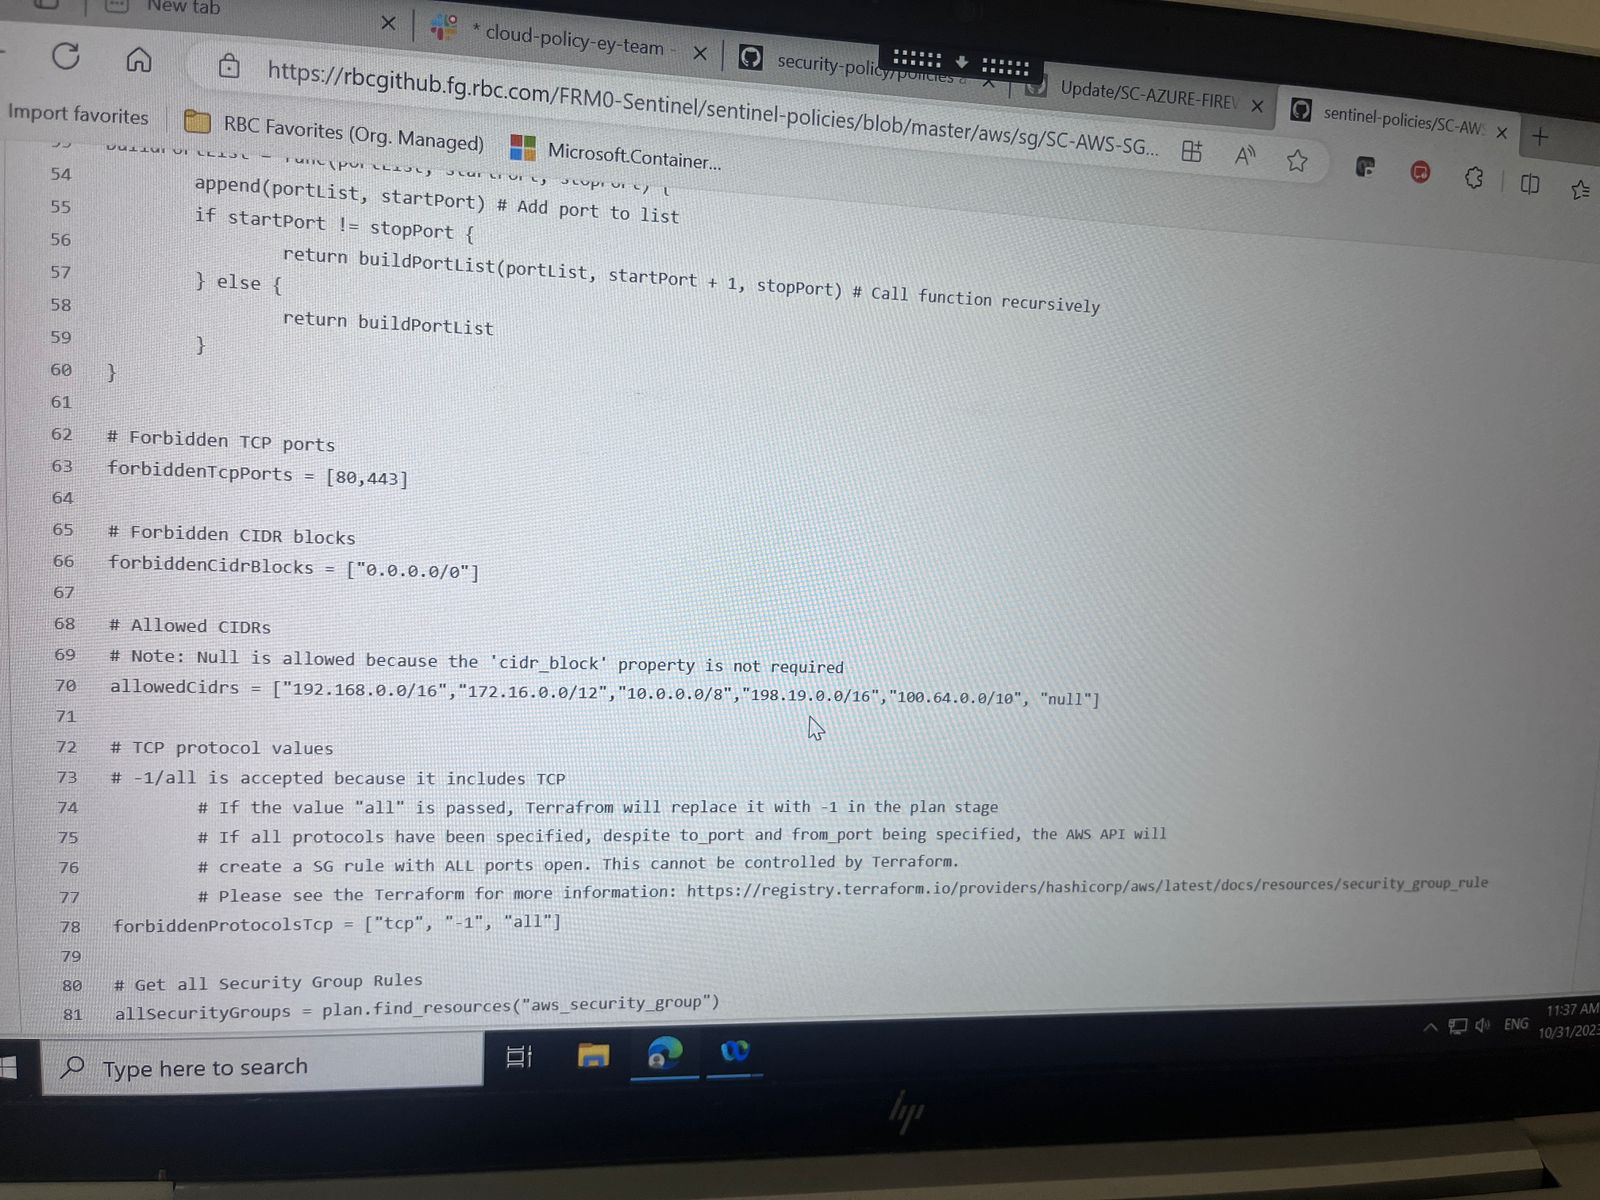 New tab
* cloud-policy-ey-team -
security-policy/policies
Update/SC-AZURE-FIREW
sentinel-policies/SC-AWS
https://rbcgithub.fg.rbc.com/FRM0-Sentinel/sentinel-policies/blob/master/aws/sg/SC-AWS-SG...
Import favorites
RBC Favorites (Org. Managed)
Microsoft.Container...
buildPortList = func(portList, startPort, stopPort) {
54 append(portList, startPort) # Add port to list
55 if startPort != stopPort {
56 return buildPortList(portList, startPort + 1, stopPort) # Call function recursively
57 } else {
58 return buildPortList
59 }
60 }
61
62 # Forbidden TCP ports
63 forbiddenTcpPorts = [80,443]
64
65 # Forbidden CIDR blocks
66 forbiddenCidrBlocks = ["0.0.0.0/0"]
67
68 # Allowed CIDRs
69 # Note: Null is allowed because the 'cidr_block' property is not required
70 allowedCidrs = ["192.168.0.0/16","172.16.0.0/12","10.0.0.0/8","198.19.0.0/16","100.64.0.0/10", "null"]
71
72 # TCP protocol values
73 # -1/all is accepted because it includes TCP
74 # If the value "all" is passed, Terrafrom will replace it with -1 in the plan stage
75 # If all protocols have been specified, despite to_port and from_port being specified, the AWS API will
76 # create a SG rule with ALL ports open. This cannot be controlled by Terraform.
77 # Please see the Terraform for more information: https://registry.terraform.io/providers/hashicorp/aws/latest/docs/resources/security_group_rule
78 forbiddenProtocolsTcp = ["tcp", "-1", "all"]
79
80 # Get all Security Group Rules
81 allSecurityGroups = plan.find_resources("aws_security_group")
Type here to search
ENG
11:37 AM
10/31/2023
hp